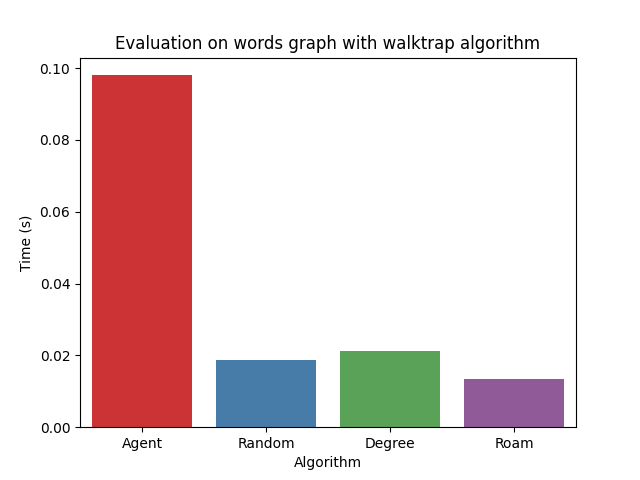 Evaluation on words graph with walktrap algorithm
0.10
0.08
0.06
0.04
0.02
0.00
Time (s)
Agent Random Degree Roam
Algorithm